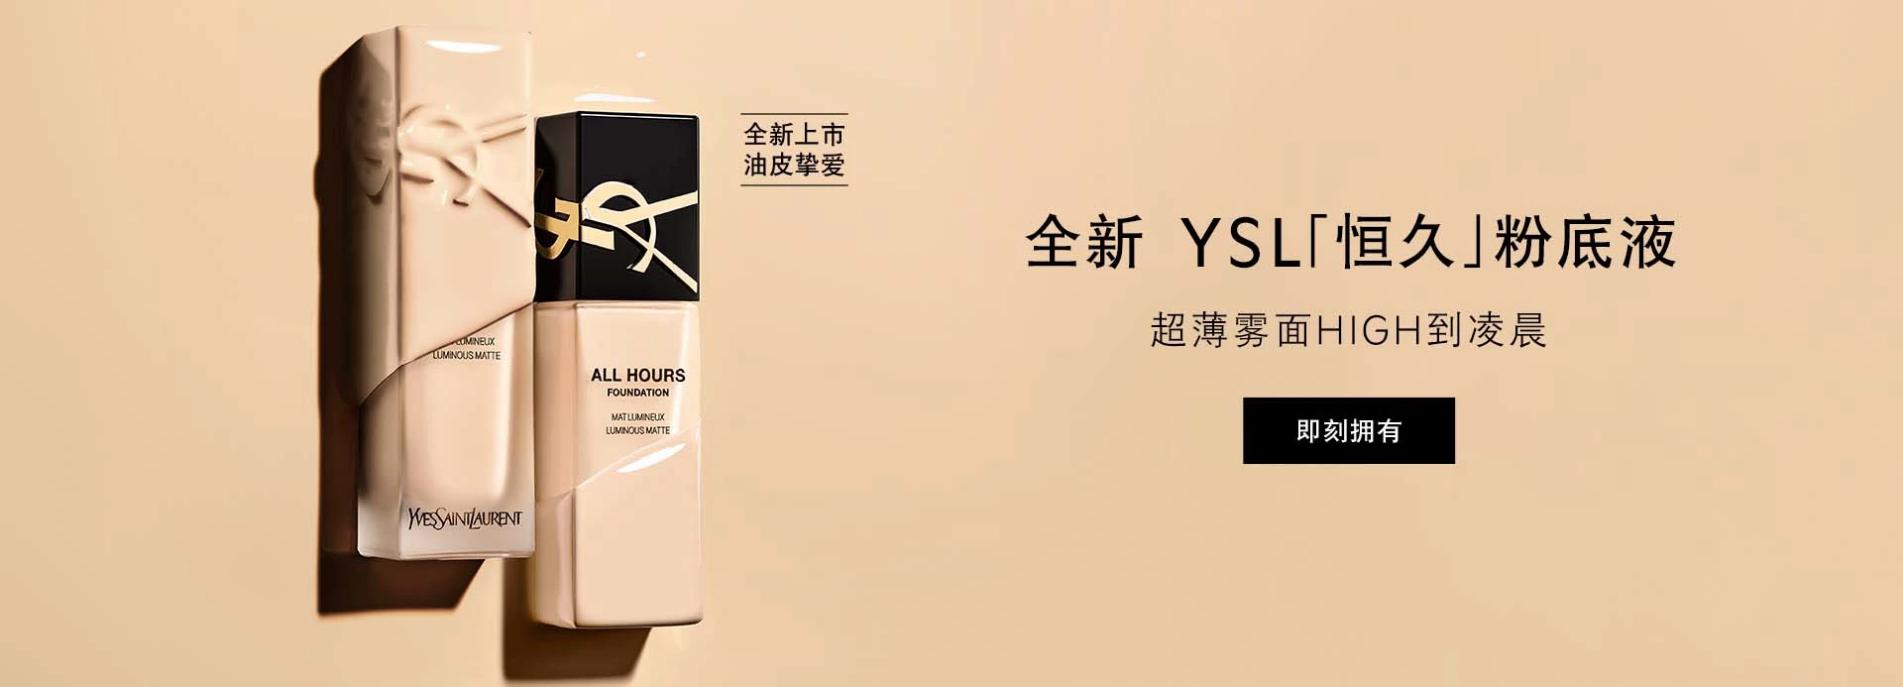 全新上市
油皮挚爱
全新 YSL「恒久」粉底液
超薄雾面HIGH到凌晨
即刻拥有
LUMINEUX
LUMINOUS MATTE
YVESSAINTLAURENT
ALL HOURS
FOUNDATION
MAT LUMINEUX
LUMINOUS MATTE